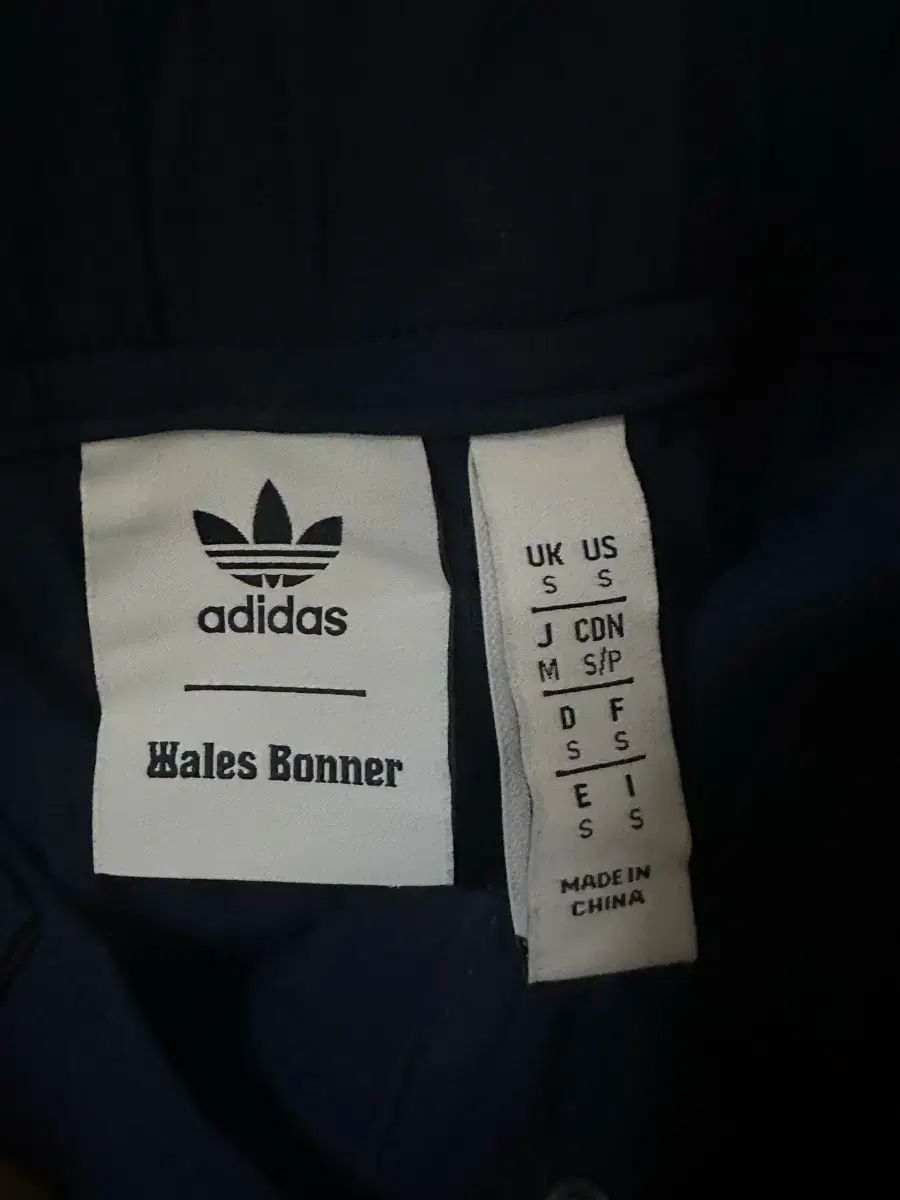 adidas
Wales Bonner
UK US
S S
J CDN
M S/P
D F
S S
E I
S S
MADE IN
CHINA